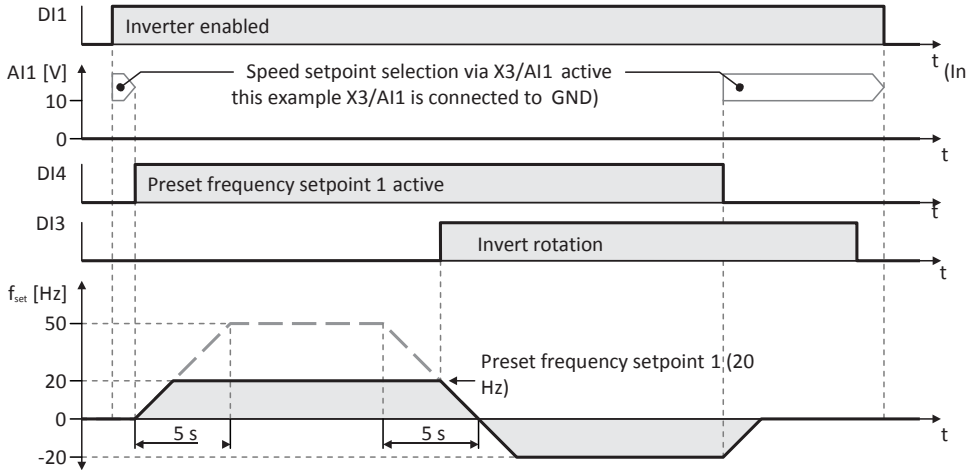 DI1
Inverter enabled
t
AI1 [V]
Speed setpoint selection via X3/AI1 active
(In
this example X3/AI1 is connected to GND)
10
0
t
DI4
Preset frequency setpoint 1 active
t
DI3
Invert rotation
t
fset [Hz]
50
Preset frequency setpoint 1 (20
Hz)
20
0
5 s
5 s
t
-20